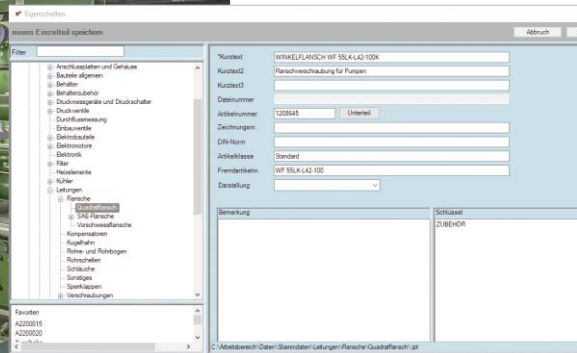 Eigenschaften
neues Einzelteil speichern
Abbruch
Filter
Anschlussplatten und Gehäuse
Bauteile allgemein
Behälter
Behälterzubehör
Druckmessgeräte und Druckschalter
Druckventile
Durchflussmessung
Einbauventile
Elektrobauteile
Elektromotore
Elektronik
Filter
Heizelemente
Kühler
Leitungen
Flansche
Quadratflansch
SAE-Flansche
Vorschweissflansche
Kompensatoren
Kugelhahn
Rohre- und Rohrbogen
Rohrschellen
Schläuche
Sonstiges
Sperrklappen
Verschraubungen
Favoriten
A2200015
A2200020
*Kurztext WINKELFLANSCH WF 55LK-L42-100K
Kurztext2 Flanschverschraubung für Pumpen
Kurztext3
Dateinummer
Artikelnummer 1208645 Unterteil
Zeichnungsnr.
DIN-Norm
Artikelklasse Standard
Fremdartikelnr. WF 55LK-L42-100
Darstellung
Bemerkung Schlüssel
ZUBEHÖR
C:\Arbeitsbereich\Daten\Stammdaten\Leitungen\Flansche\Quadratflansch\.ipt